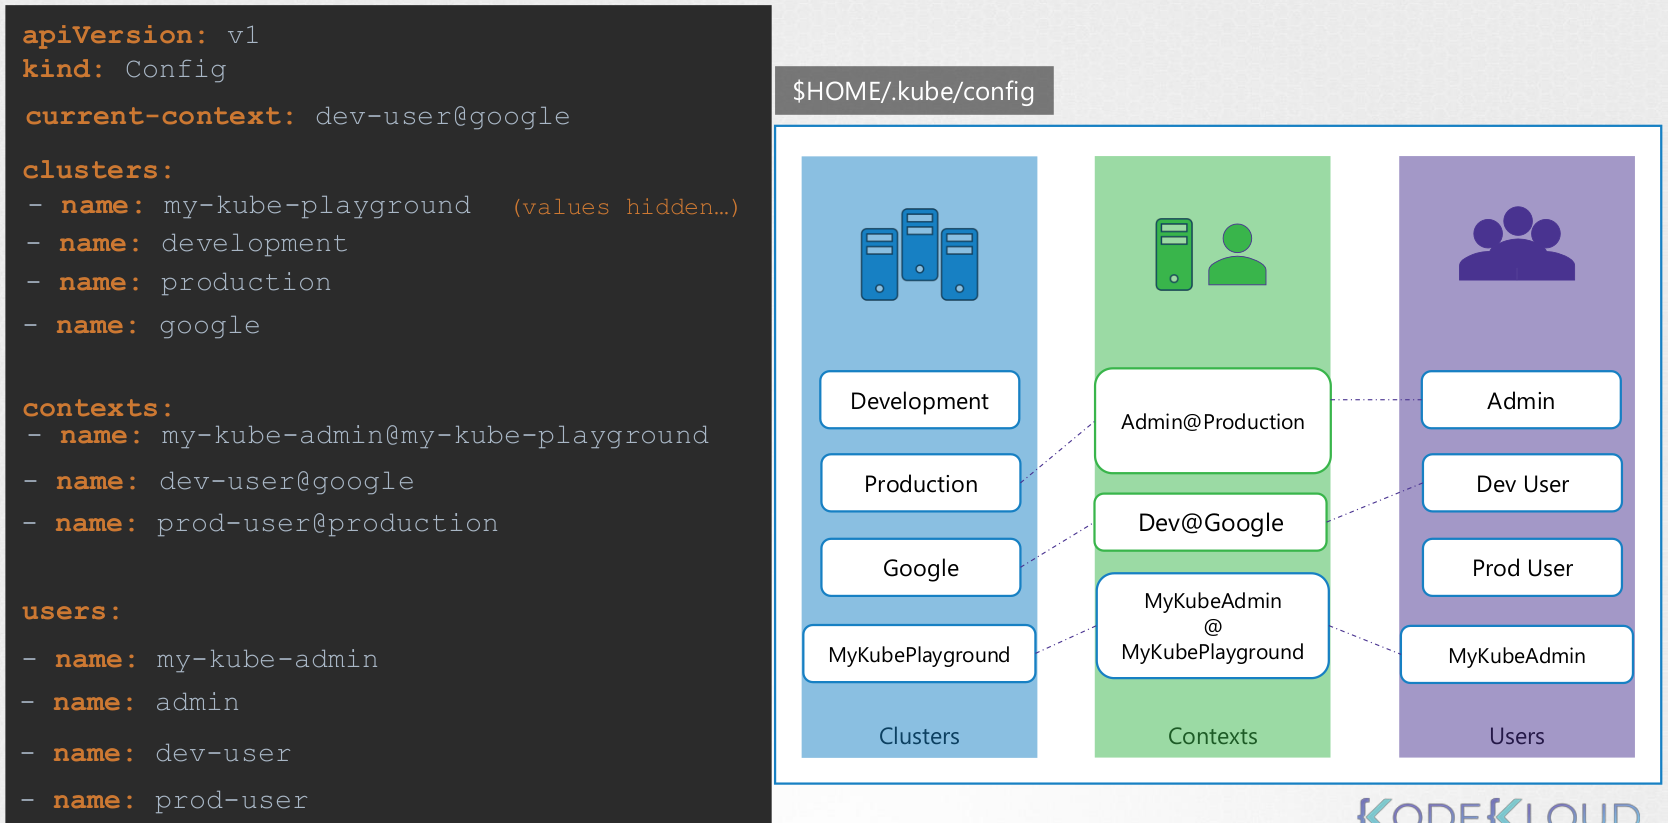 apiVersion: v1
kind: Config
current-context: dev-user@google
clusters:
- name: my-kube-playground (values hidden…)
- name: development
- name: production
- name: google
contexts:
- name: my-kube-admin@my-kube-playground
- name: dev-user@google
- name: prod-user@production
users:
- name: my-kube-admin
- name: admin
- name: dev-user
- name: prod-user
$HOME/.kube/config
Development
Production
Google
MyKubePlayground
Clusters
Admin@Production
Dev@Google
MyKubeAdmin
@
MyKubePlayground
Contexts
Admin
Dev User
Prod User
MyKubeAdmin
Users
KODEKLOUD